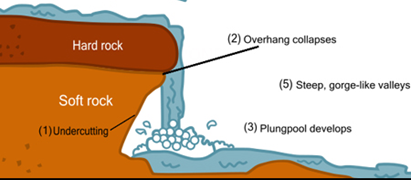 Hard rock
(2) Overhang collapses
(5) Steep, gorge-like valleys
Soft rock
(1) Undercutting
(3) Plungpool develops